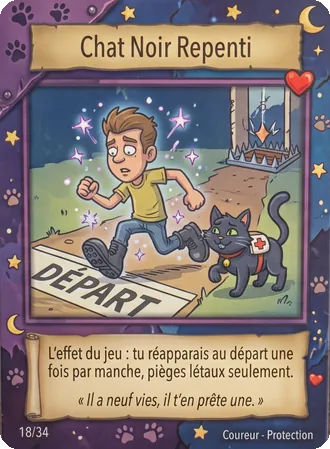 Chat Noir Repenti
DÉPART
L'effet du jeu : tu réapparais au départ une
fois par manche, pièges létaux seulement.
« Il a neuf vies, il t'en prête une. »
18/34
Coureur - Protection